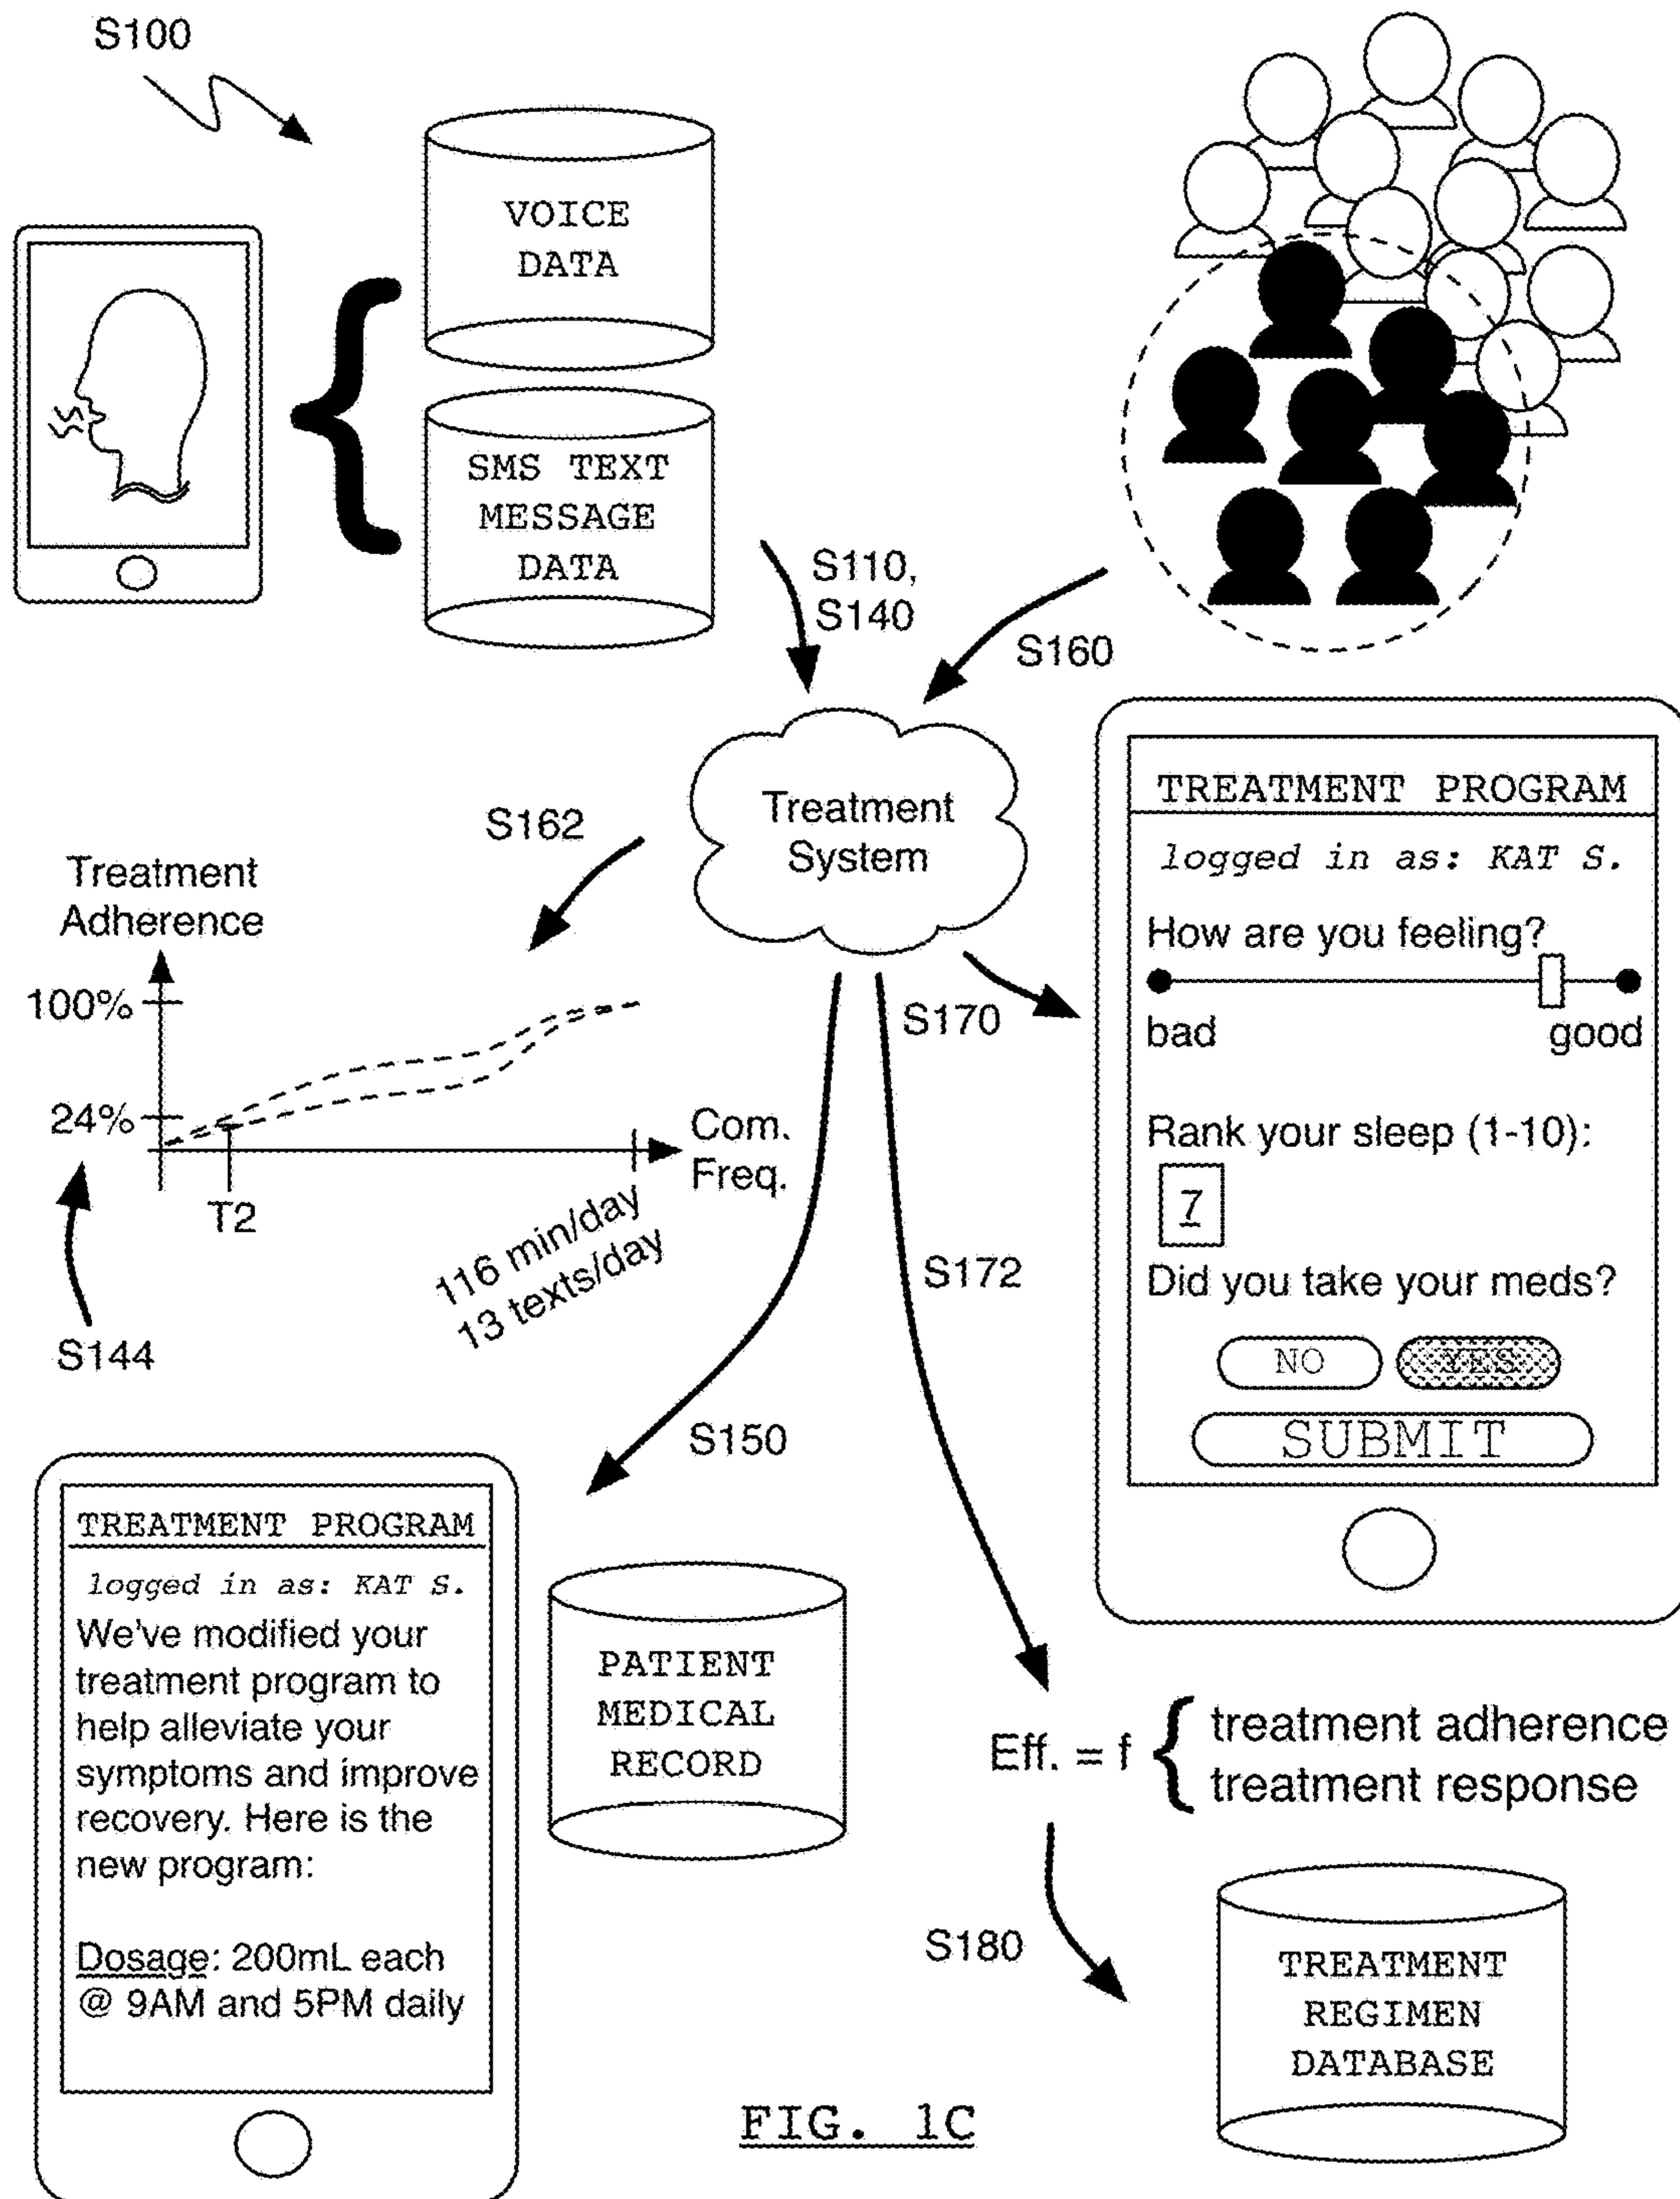 S100
VOICE
DATA
SMS TEXT
MESSAGE
DATA
S110,
S140
S160
Treatment
System
S162
Treatment
Adherence
100%
24%
T2
Com.
Freq.
116 min/day
13 texts/day
S144
S170
S172
S150
TREATMENT PROGRAM
logged in as: KAT S.
How are you feeling?
bad good
Rank your sleep (1-10):
7
Did you take your meds?
NO YES
SUBMIT
TREATMENT PROGRAM
logged in as: KAT S.
We've modified your
treatment program to
help alleviate your
symptoms and improve
recovery. Here is the
new program:
Dosage: 200mL each
@ 9AM and 5PM daily
PATIENT
MEDICAL
RECORD
Eff. = f { treatment adherence
treatment response
S180
TREATMENT
REGIMEN
DATABASE
FIG. 1C